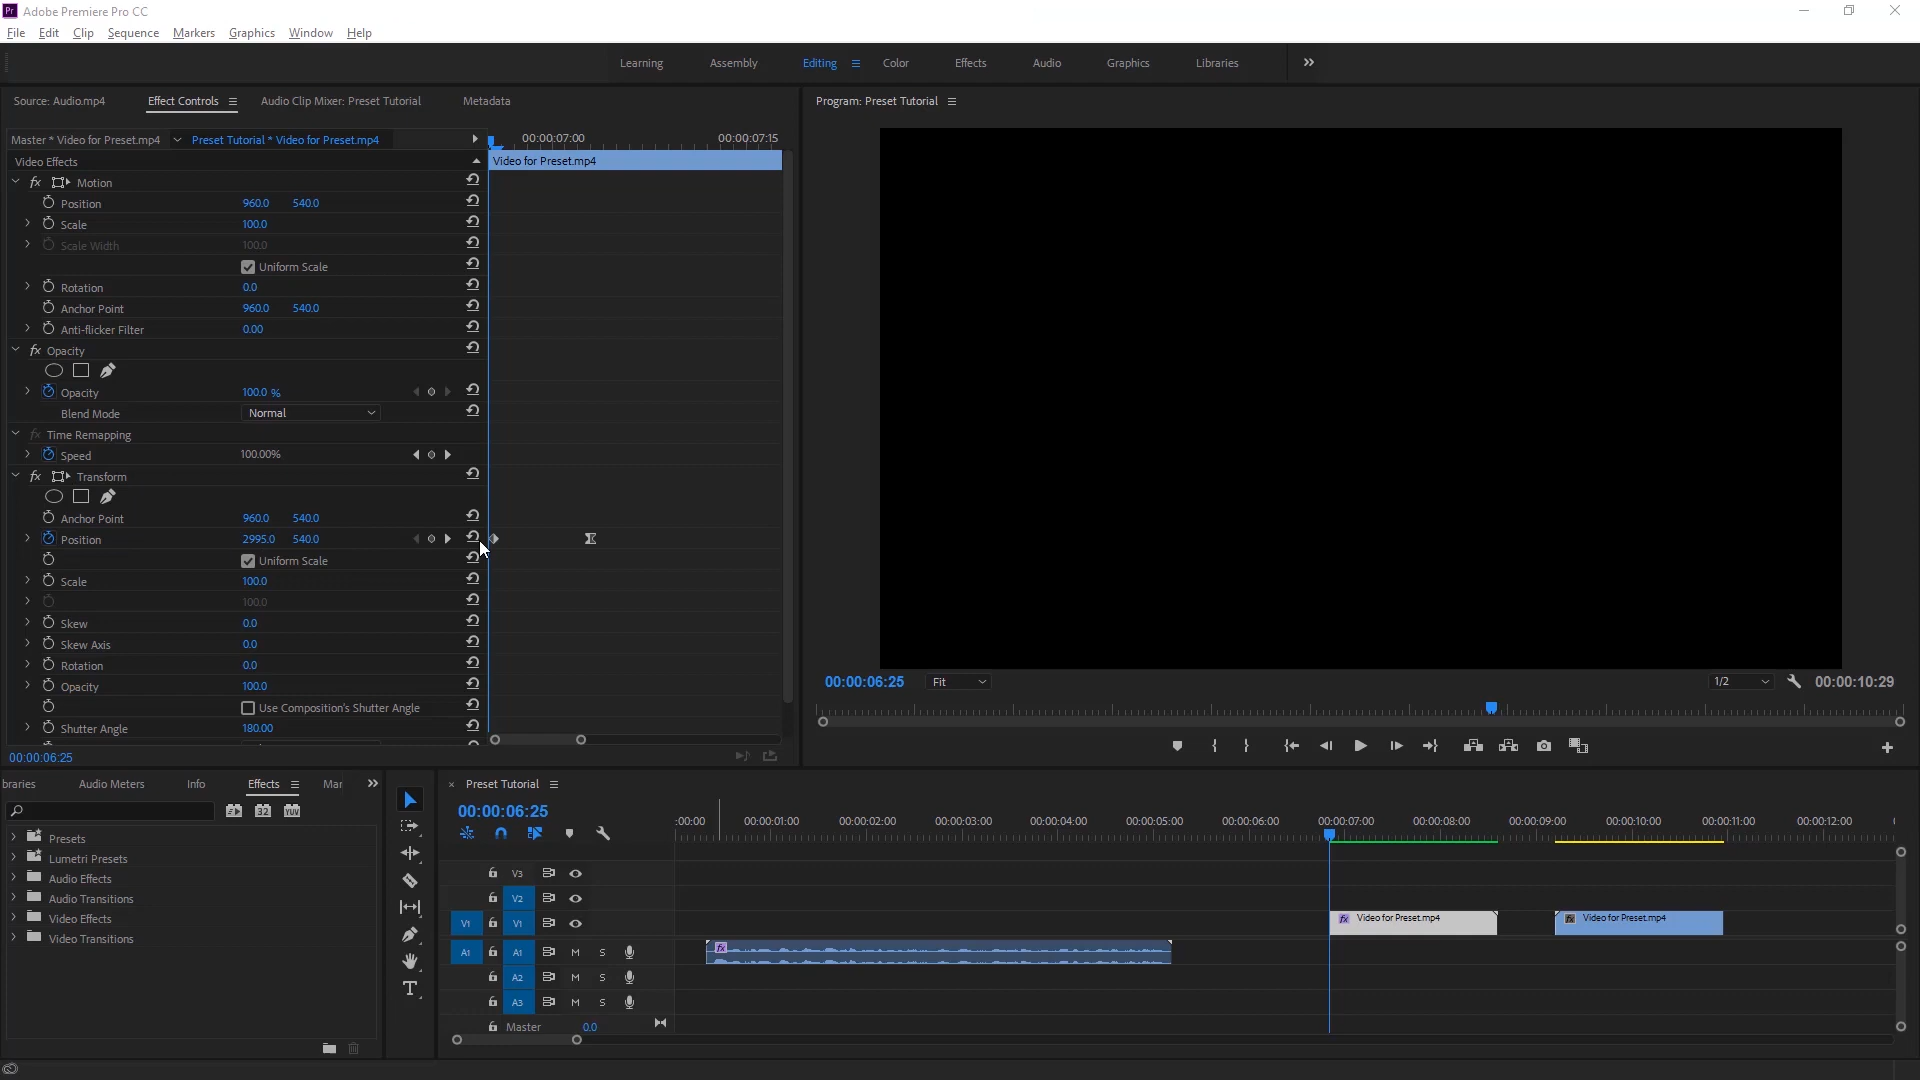 Pr Adobe Premiere Pro CC
File Edit Clip Sequence Markers Graphics Window Help
Learning Assembly Editing Color Effects Audio Graphics Libraries
Source: Audio.mp4 Effect Controls Audio Clip Mixer: Preset Tutorial Metadata
Program: Preset Tutorial
Master * Video for Preset.mp4 Preset Tutorial * Video for Preset.mp4
00:00:07:00 00:00:07:15
Video Effects
Video for Preset.mp4
fx Motion
Position 960.0 540.0
Scale 100.0
Scale Width 100.0
Uniform Scale
Rotation 0.0
Anchor Point 960.0 540.0
Anti-flicker Filter 0.00
fx Opacity
Opacity 100.0 %
Blend Mode Normal
fx Time Remapping
Speed 100.00%
fx Transform
Anchor Point 960.0 540.0
Position 2995.0 540.0
Uniform Scale
Scale 100.0
100.0
Skew 0.0
Skew Axis 0.0
Rotation 0.0
Opacity 100.0
Use Composition's Shutter Angle
Shutter Angle 180.00
00:00:06:25
00:00:06:25 Fit 1/2 00:00:10:29
braries Audio Meters Info Effects Mar
32 YUV
Presets
Lumetri Presets
Audio Effects
Audio Transitions
Video Effects
Video Transitions
Preset Tutorial
00:00:06:25
:00:00 00:00:01:00 00:00:02:00 00:00:03:00 00:00:04:00 00:00:05:00 00:00:06:00 00:00:07:00 00:00:08:00 00:00:09:00 00:00:10:00 00:00:11:00 00:00:12:00
V3
V2
V1 V1
fx Video for Preset.mp4
fx Video for Preset.mp4
A1 A1 M S
fx
A2 M S
A3 M S
Master 0.0